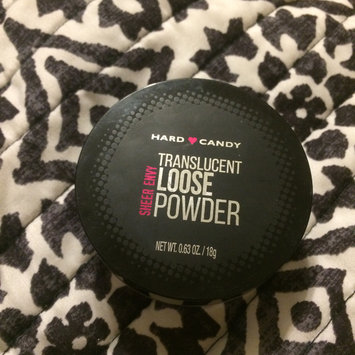 HARD CANDY
SHEER ENVY
TRANSLUCENT
LOOSE
POWDER
NET WT. 0.63 OZ. / 18g